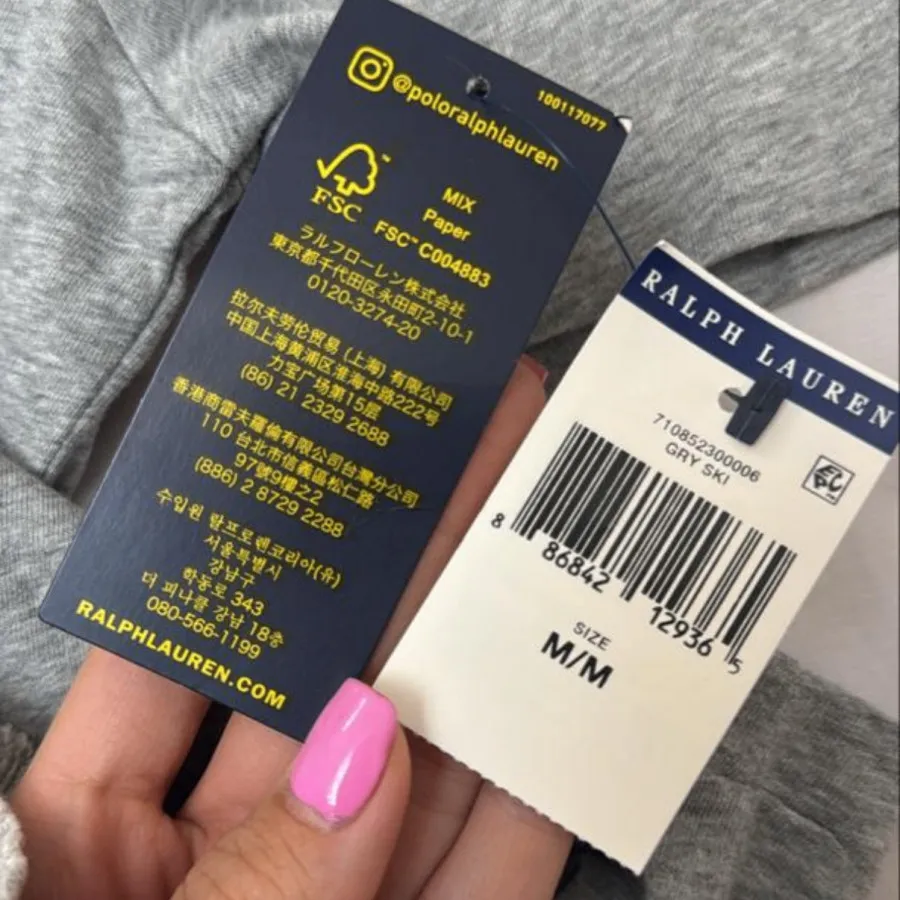 @poloralphlauren
100117077
FSC™
MIX
Paper
FSC™ C004883
ラルフローレン株式会社
東京都千代田区永田町2-10-1
0120-3274-20
拉尔夫劳伦贸易 (上海) 有限公司
中国上海黄浦区淮海中路222号
力宝广场第15层
(86) 21 2329 2688
香港商雷夫羅倫有限公司台灣分公司
110 台北市信義區松仁路
97號9樓之2
(886) 2 8729 2288
수입원 랄프로렌코리아(유)
서울특별시
강남구
학동로 343
더 피나클 강남 18층
080-566-1199
RALPHLAUREN.COM
RALPH LAUREN
710852300006
GRY SKI
EPC
8 86842 12936 5
SIZE
M/M